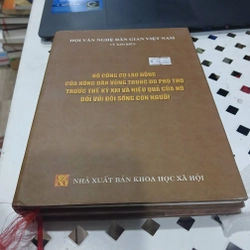 HỘI VĂN NGHỆ DÂN GIAN VIỆT NAM
BỘ CÔNG CỤ LAO ĐỘNG
CỦA NÔNG DÂN VÙNG TRUNG DU PHÚ THỌ
TRƯỚC THẾ KỶ XXI VÀ HIỆU QUẢ CỦA NÓ
ĐỐI VỚI ĐỜI SỐNG CON NGƯỜI
NHÀ XUẤT BẢN KHOA HỌC XÃ HỘI